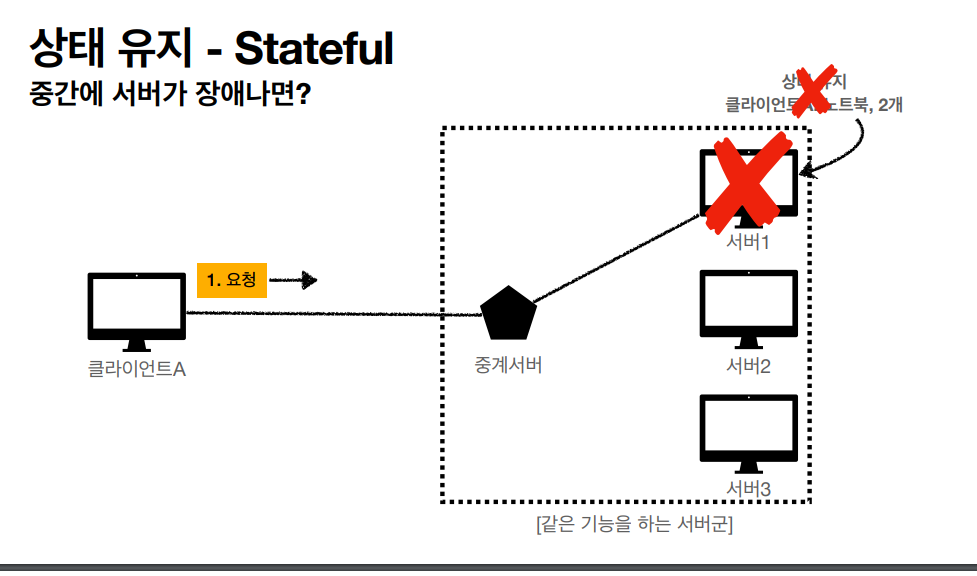 상태 유지 - Stateful
중간에 서버가 장애나면?
상태 유지
클라이언트A: 노트북, 2개
서버1
1. 요청
클라이언트A
중계서버
서버2
서버3
[같은 기능을 하는 서버군]